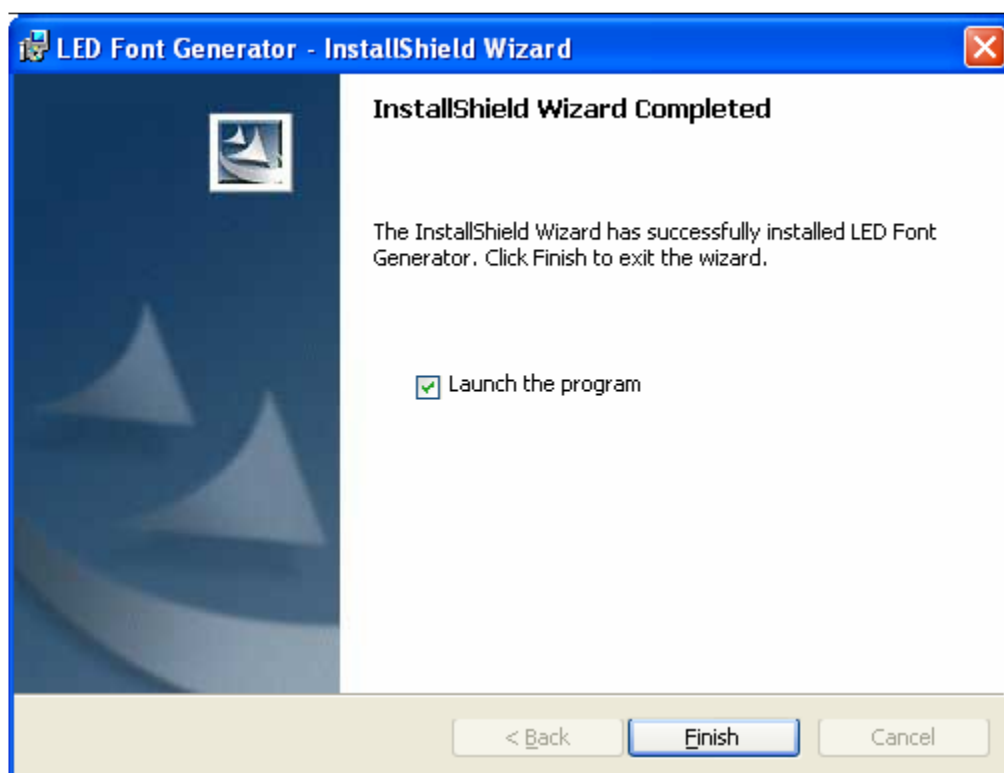 LED Font Generator - InstallShield Wizard
InstallShield Wizard Completed
The InstallShield Wizard has successfully installed LED Font
Generator. Click Finish to exit the wizard.
Launch the program
< Back
Finish
Cancel